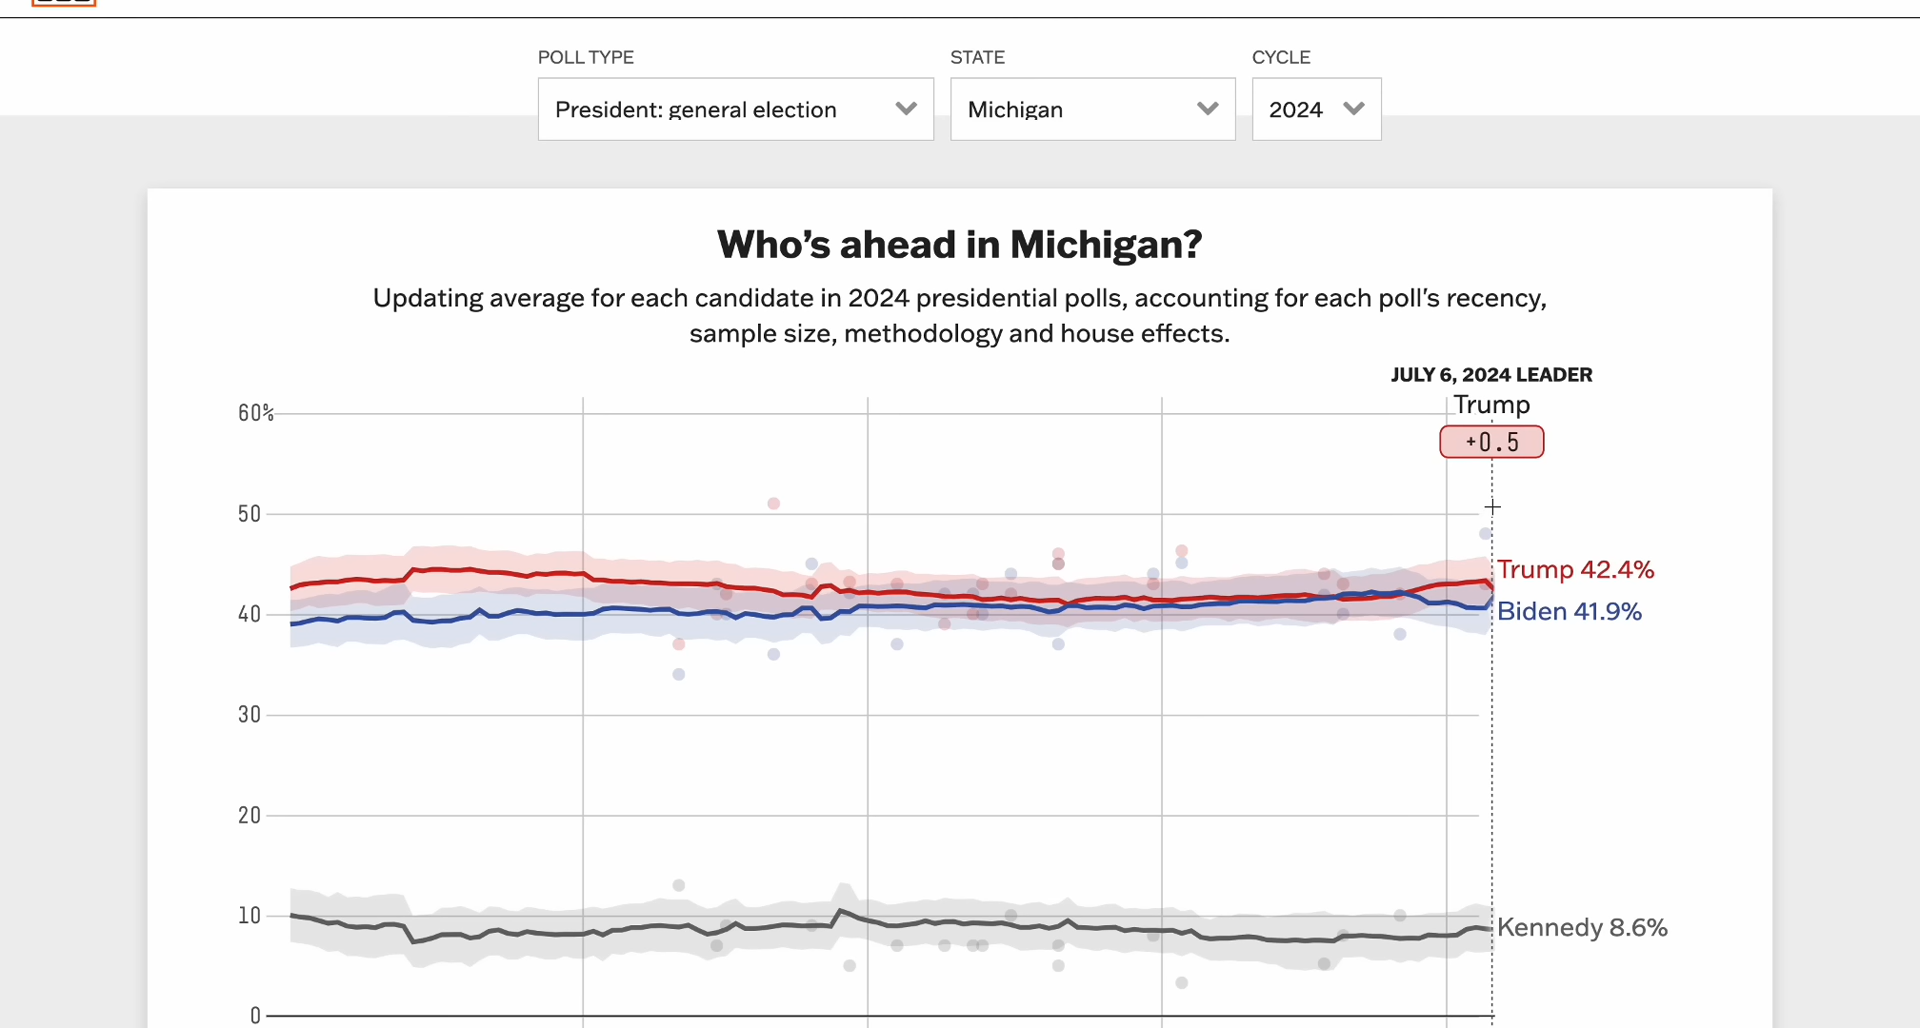 POLL TYPE
STATE
CYCLE
President: general election
Michigan
2024
Who's ahead in Michigan?
Updating average for each candidate in 2024 presidential polls, accounting for each poll's recency,
sample size, methodology and house effects.
JULY 6, 2024 LEADER
Trump
+0.5
60%
50
40
30
20
10
0
Trump 42.4%
Biden 41.9%
Kennedy 8.6%